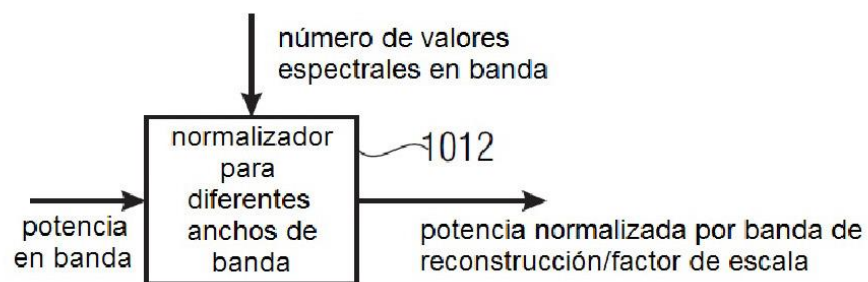 número de valores
espectrales en banda
normalizador
para
diferentes
anchos de
banda
1012
potencia
en banda
potencia normalizada por banda de
reconstrucción/factor de escala